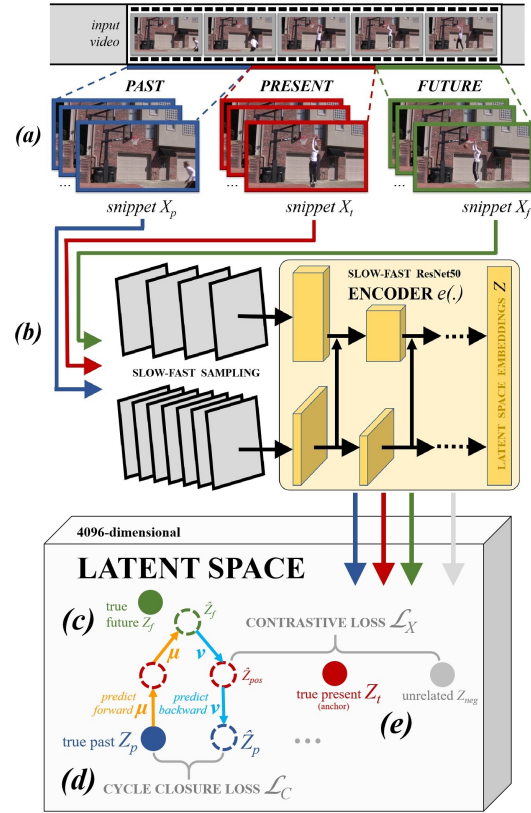 input
video
PAST
PRESENT
FUTURE
(a)
...
...
...
snippet Xp
snippet Xt
snippet Xf
SLOW-FAST ResNet50
ENCODER e(.)
(b)
SLOW-FAST SAMPLING
LATENT SPACE EMBEDDINGS Z
4096-dimensional
LATENT SPACE
(c)
true
future Zf
Ẑf
CONTRASTIVE LOSS ℒX
μ
ν
Ẑpos
true present Zt
(anchor)
unrelated Zneg
predict
forward μ
predict
backward ν
(e)
true past Zp
Ẑp
...
(d)
CYCLE CLOSURE LOSS ℒC